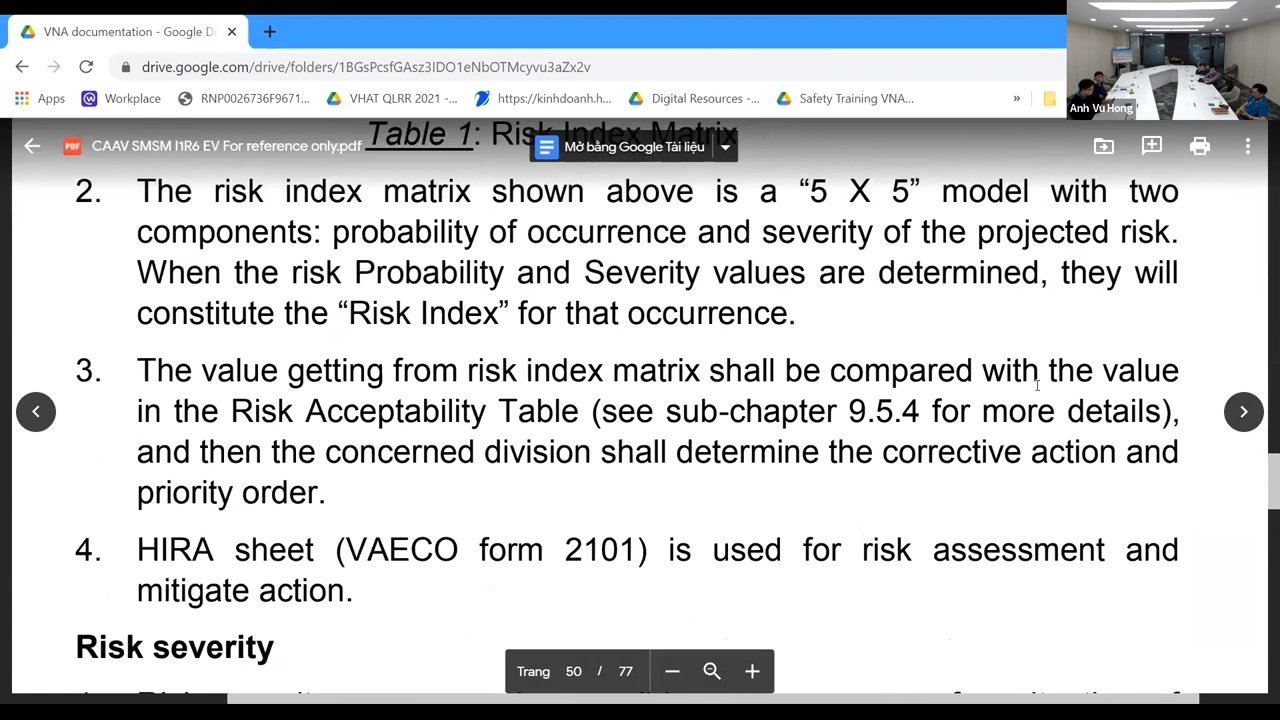 VNA documentation - Google D
drive.google.com/drive/folders/1BGsPcsfGAsz3IDO1eNbOTMcyvu3aZx2v
Apps
Workplace
RNP0026736F9671...
VHAT QLRR 2021 -...
https://kinhdoanh.h...
Digital Resources -...
Safety Training VNA...
»
Anh Vu Hong
Table 1: Risk Index Matrix
CAAV SMSM I1R6 EV For reference only.pdf
Mở bằng Google Tài liệu
2. The risk index matrix shown above is a “5 X 5” model with two
components: probability of occurrence and severity of the projected risk.
When the risk Probability and Severity values are determined, they will
constitute the “Risk Index” for that occurrence.
3. The value getting from risk index matrix shall be compared with the value
in the Risk Acceptability Table (see sub-chapter 9.5.4 for more details),
and then the concerned division shall determine the corrective action and
priority order.
4. HIRA sheet (VAECO form 2101) is used for risk assessment and
mitigate action.
Risk severity
Trang 50 / 77